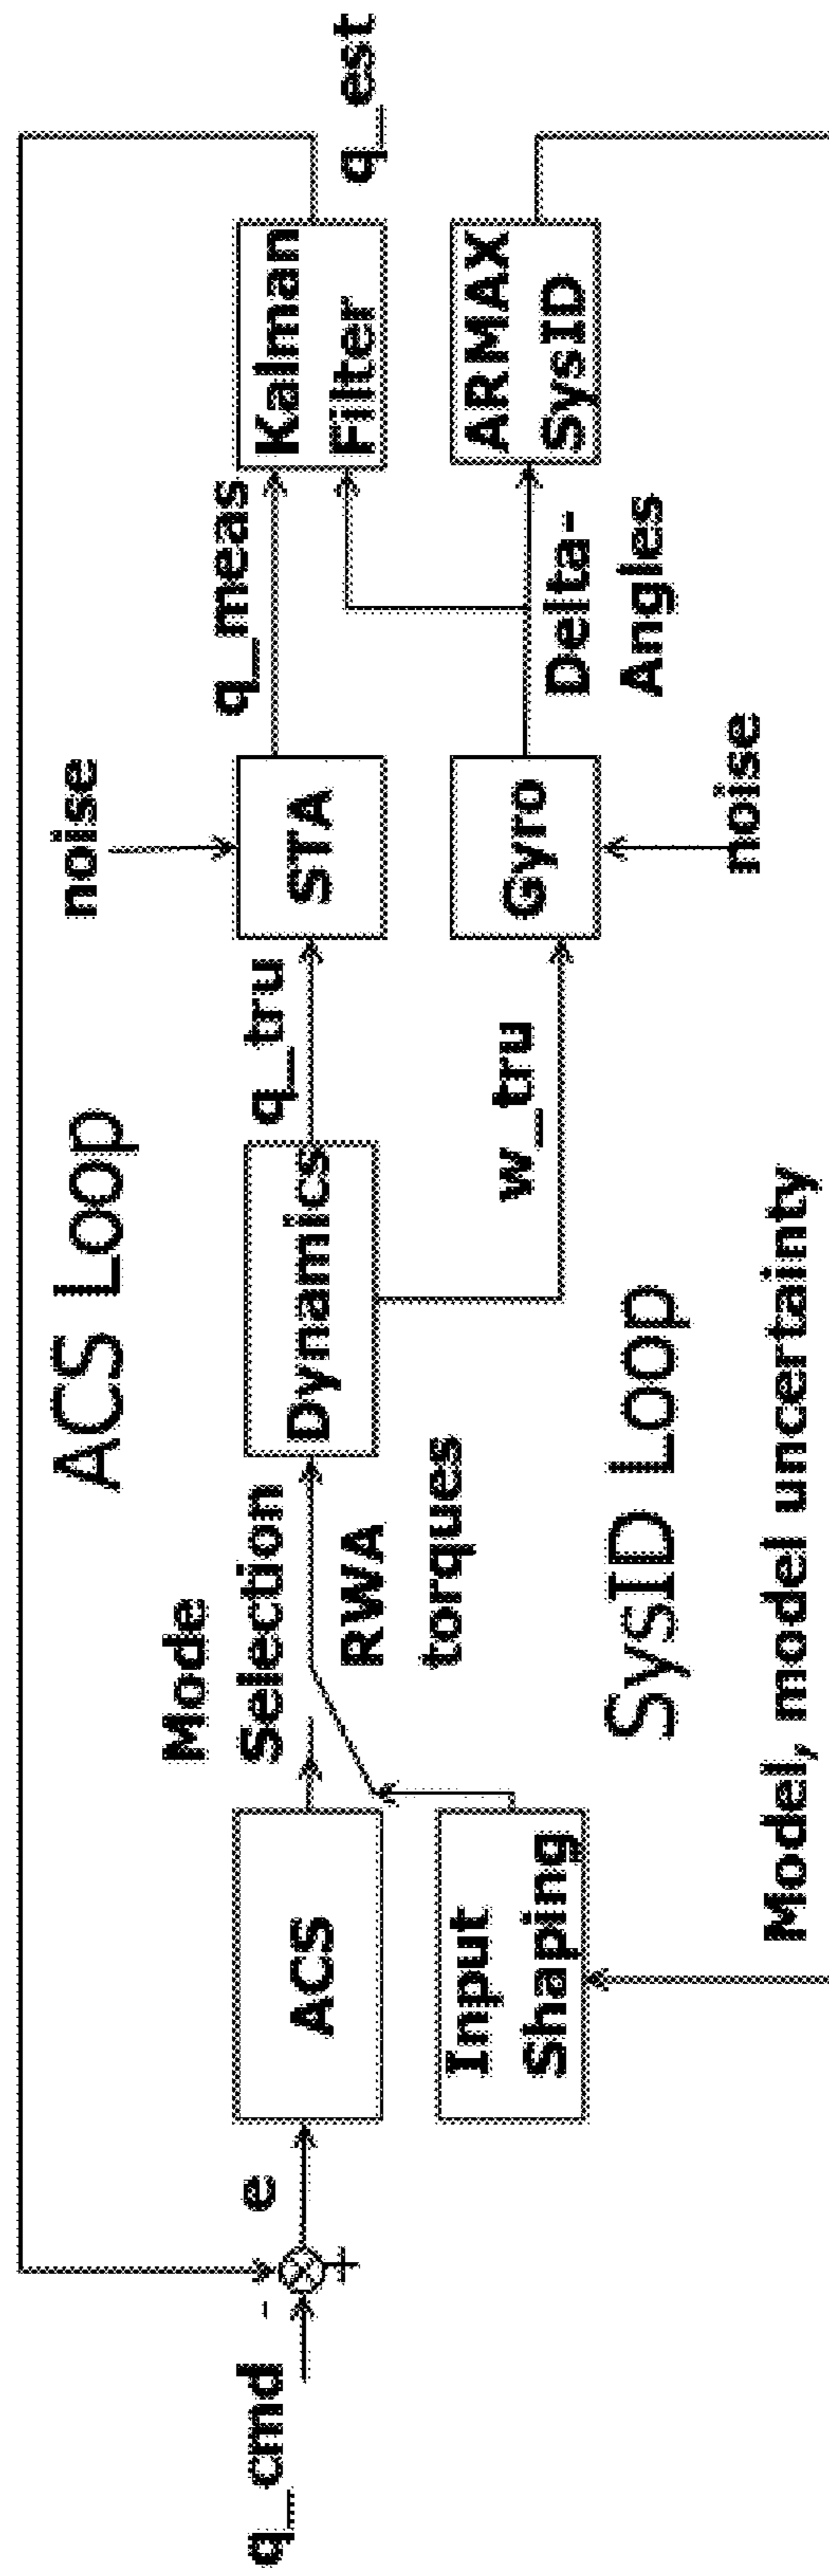 ACS Loop
noise
q_cmd
-
+
e
ACS
Mode
Selection
RWA
torques
Dynamics
q_tru
STA
q_meas
Kalman
Filter
q_est
Input
Shaping
w_tru
Gyro
Delta-
Angles
ARMAX
SysID
SysID Loop
noise
Model, model uncertainty